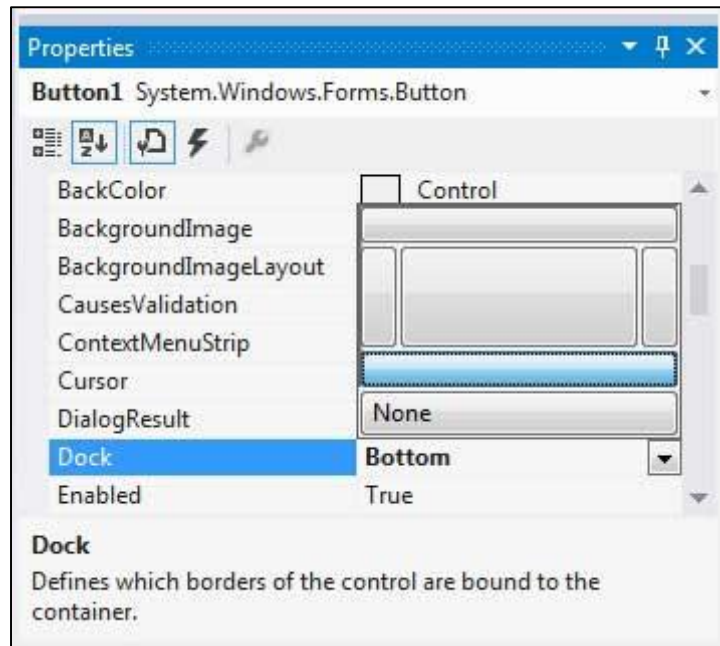 Properties
Button1 System.Windows.Forms.Button
BackColor Control
BackgroundImage
BackgroundImageLayout
CausesValidation
ContextMenuStrip
Cursor
DialogResult None
Dock Bottom
Enabled True
Dock
Defines which borders of the control are bound to the
container.